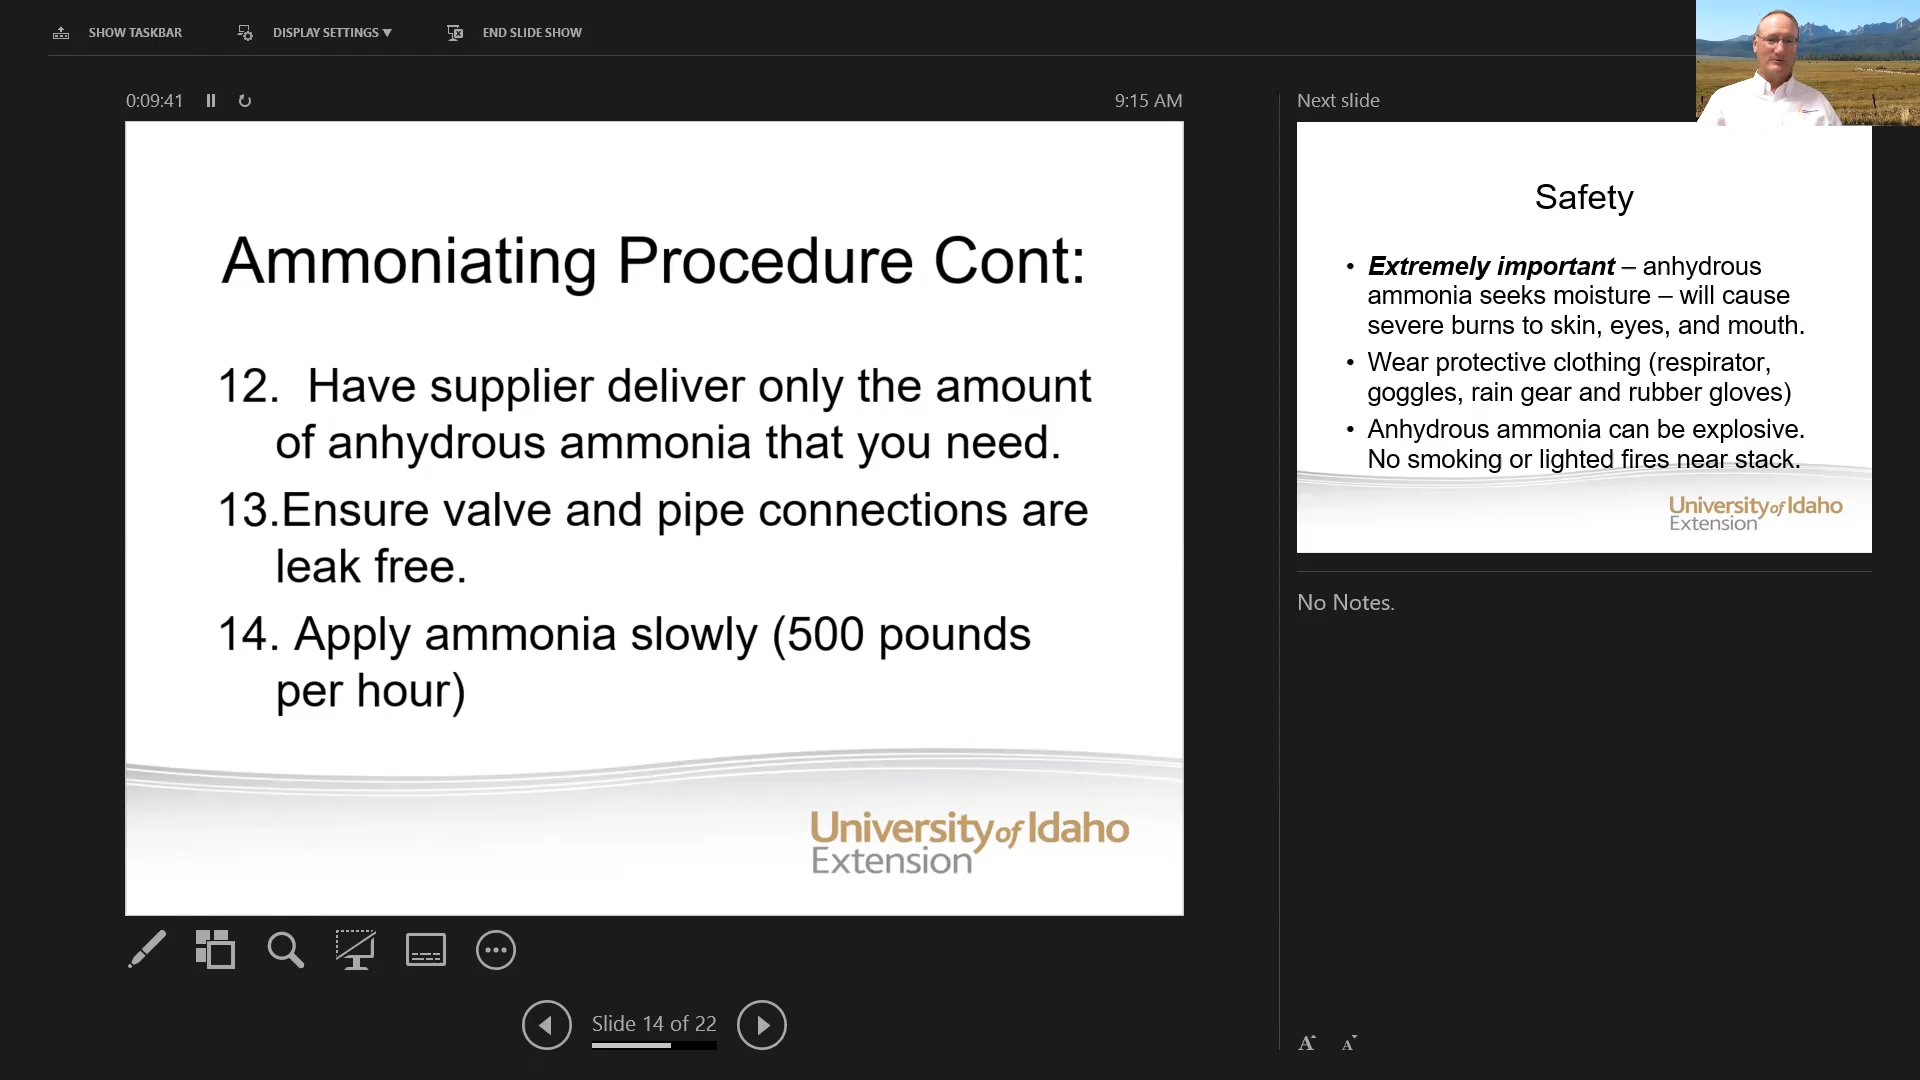 SHOW TASKBAR
DISPLAY SETTINGS ▼
END SLIDE SHOW
0:09:41
9:15 AM
Ammoniating Procedure Cont:
12. Have supplier deliver only the amount
of anhydrous ammonia that you need.
13.Ensure valve and pipe connections are
leak free.
14. Apply ammonia slowly (500 pounds
per hour)
University of Idaho
Extension
Slide 14 of 22
Next slide
Safety
• Extremely important – anhydrous
ammonia seeks moisture – will cause
severe burns to skin, eyes, and mouth.
• Wear protective clothing (respirator,
goggles, rain gear and rubber gloves)
• Anhydrous ammonia can be explosive.
No smoking or lighted fires near stack.
University of Idaho
Extension
No Notes.
A A